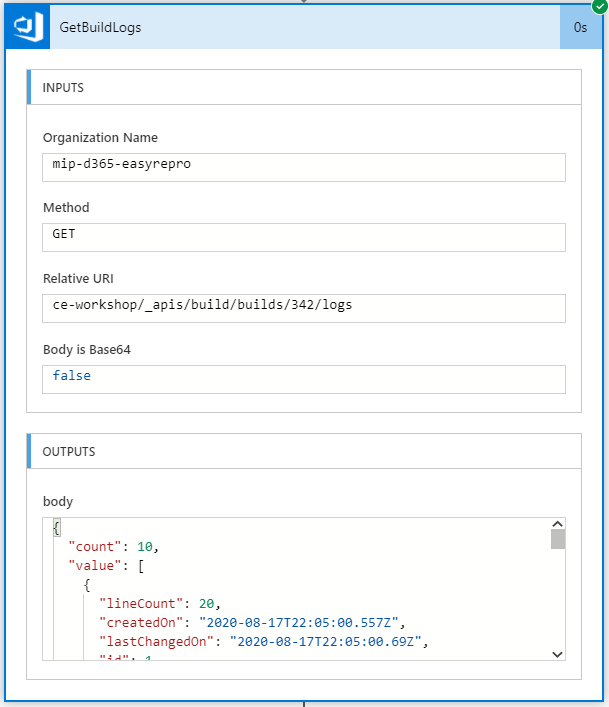 GetBuildLogs 0s
INPUTS
Organization Name
mip-d365-easyrepro
Method
GET
Relative URI
ce-workshop/_apis/build/builds/342/logs
Body is Base64
false
OUTPUTS
body
{
"count": 10,
"value": [
{
"lineCount": 20,
"createdOn": "2020-08-17T22:05:00.557Z",
"lastChangedOn": "2020-08-17T22:05:00.69Z",
"id": 1